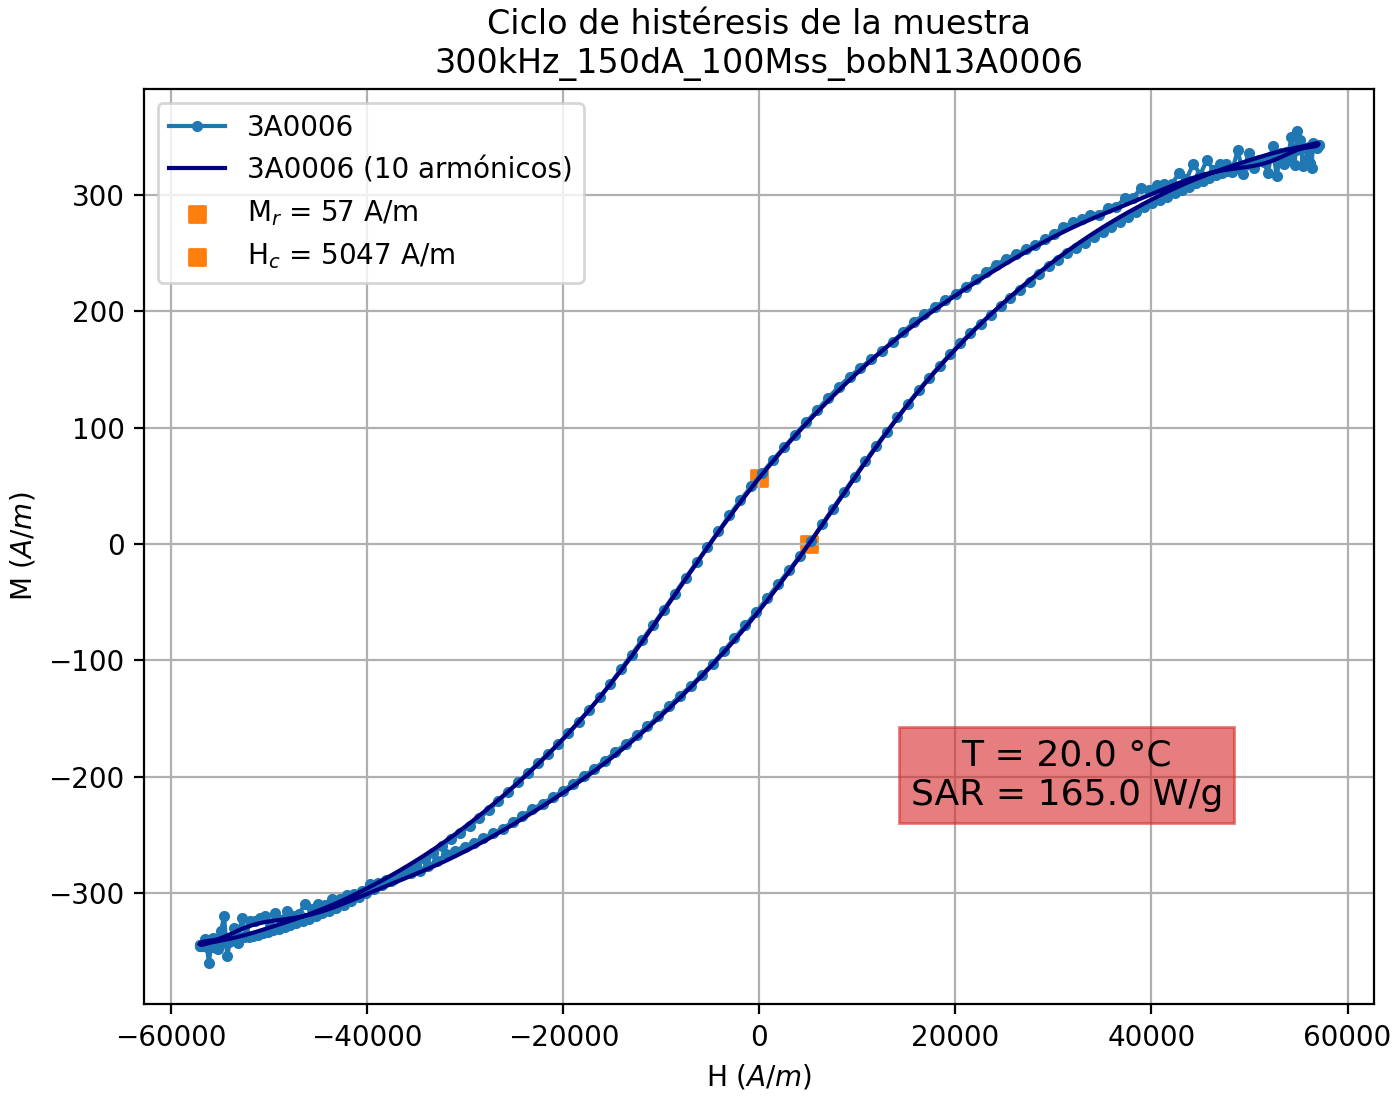 Ciclo de histéresis de la muestra
300kHz_150dA_100Mss_bobN13A0006
3A0006
3A0006 (10 armónicos)
Mᵣ = 57 A/m
H꜀ = 5047 A/m
300
200
100
0
−100
−200
−300
M (A/m)
T = 20.0 °C
SAR = 165.0 W/g
−60000 −40000 −20000 0 20000 40000 60000
H (A/m)